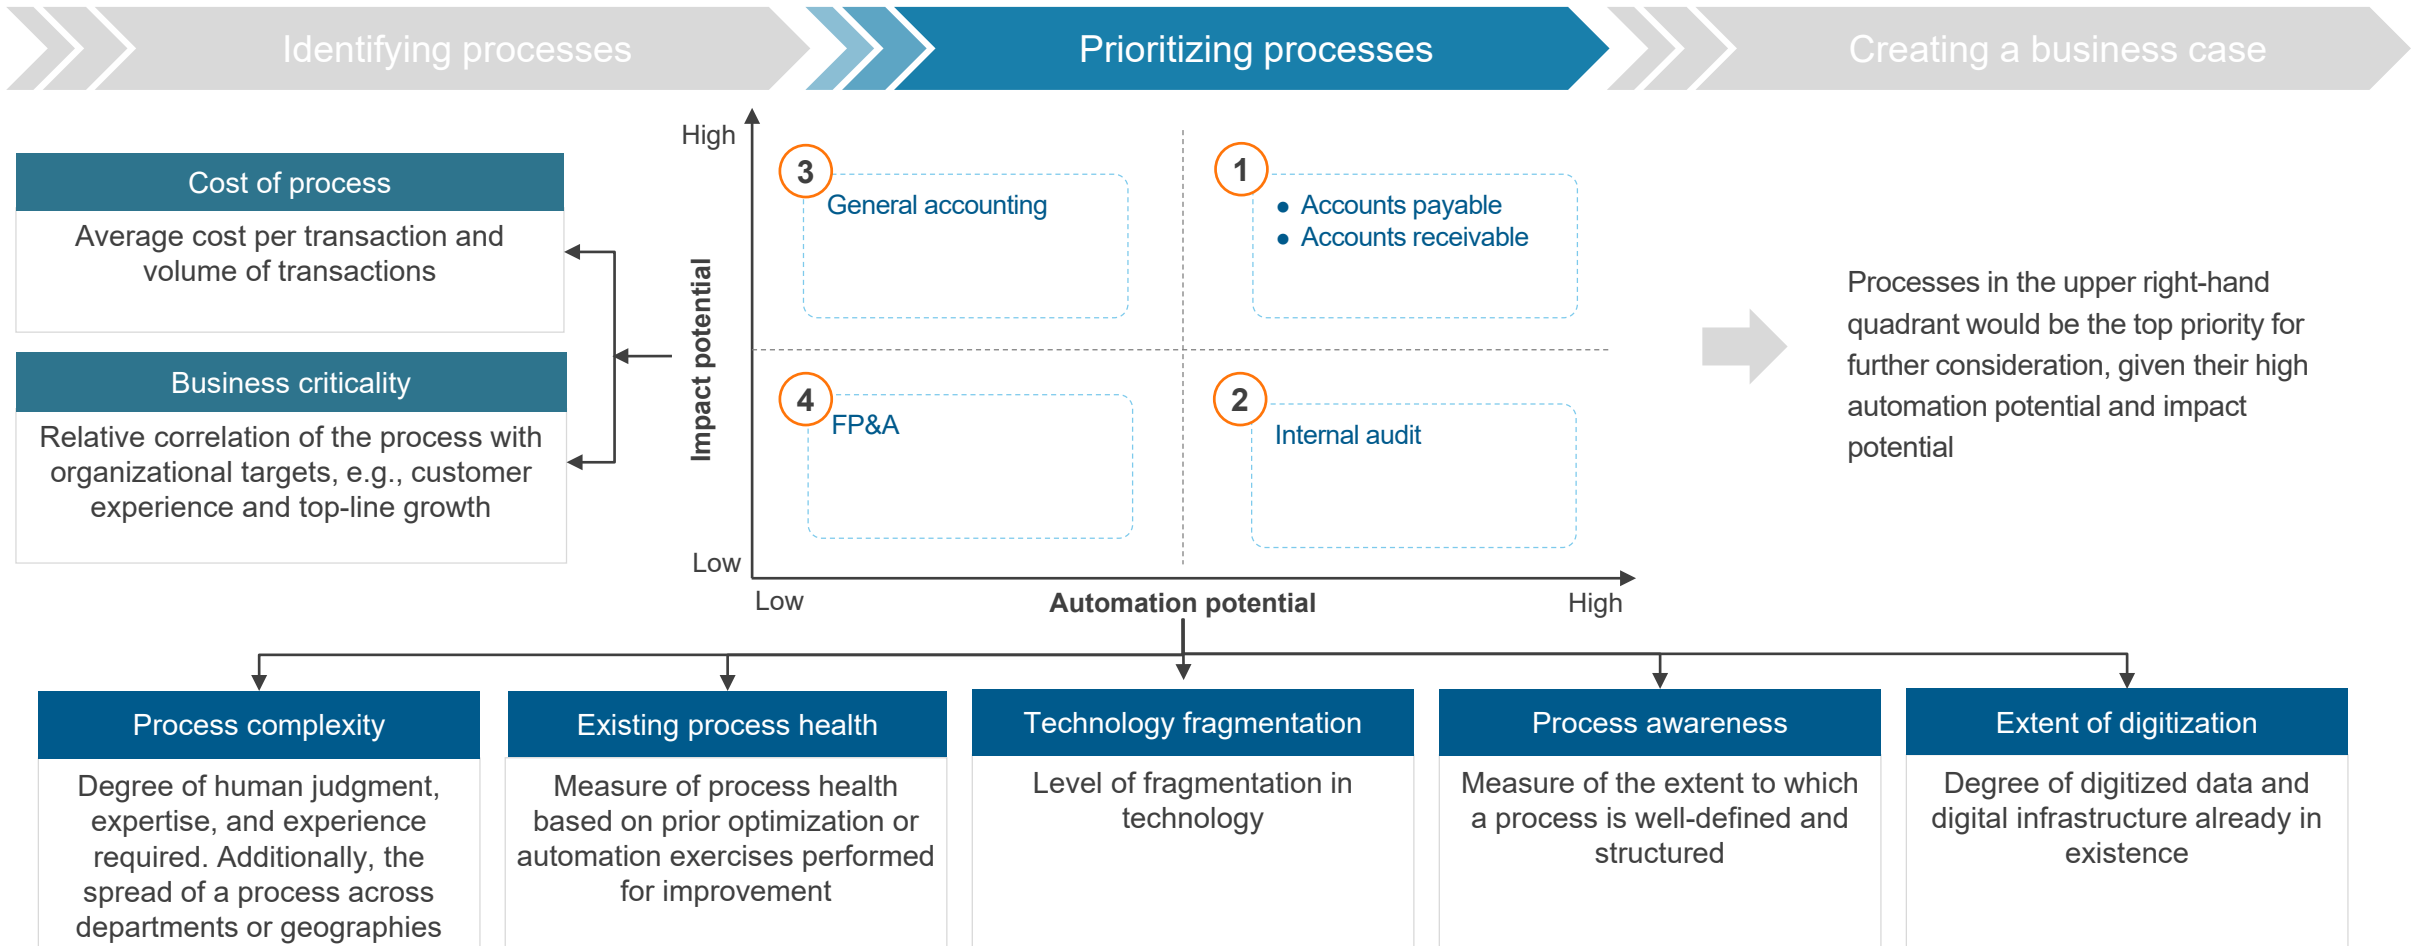 Identifying processes
Prioritizing processes
Creating a business case
Cost of process
Average cost per transaction and
volume of transactions
Business criticality
Relative correlation of the process with
organizational targets, e.g., customer
experience and top-line growth
High
Impact potential
Low
3
General accounting
1
● Accounts payable
● Accounts receivable
4
FP&A
2
Internal audit
Low
Automation potential
High
Processes in the upper right-hand
quadrant would be the top priority for
further consideration, given their high
automation potential and impact
potential
Process complexity
Degree of human judgment,
expertise, and experience
required. Additionally, the
spread of a process across
departments or geographies
Existing process health
Measure of process health
based on prior optimization or
automation exercises performed
for improvement
Technology fragmentation
Level of fragmentation in
technology
Process awareness
Measure of the extent to which
a process is well-defined and
structured
Extent of digitization
Degree of digitized data and
digital infrastructure already in
existence